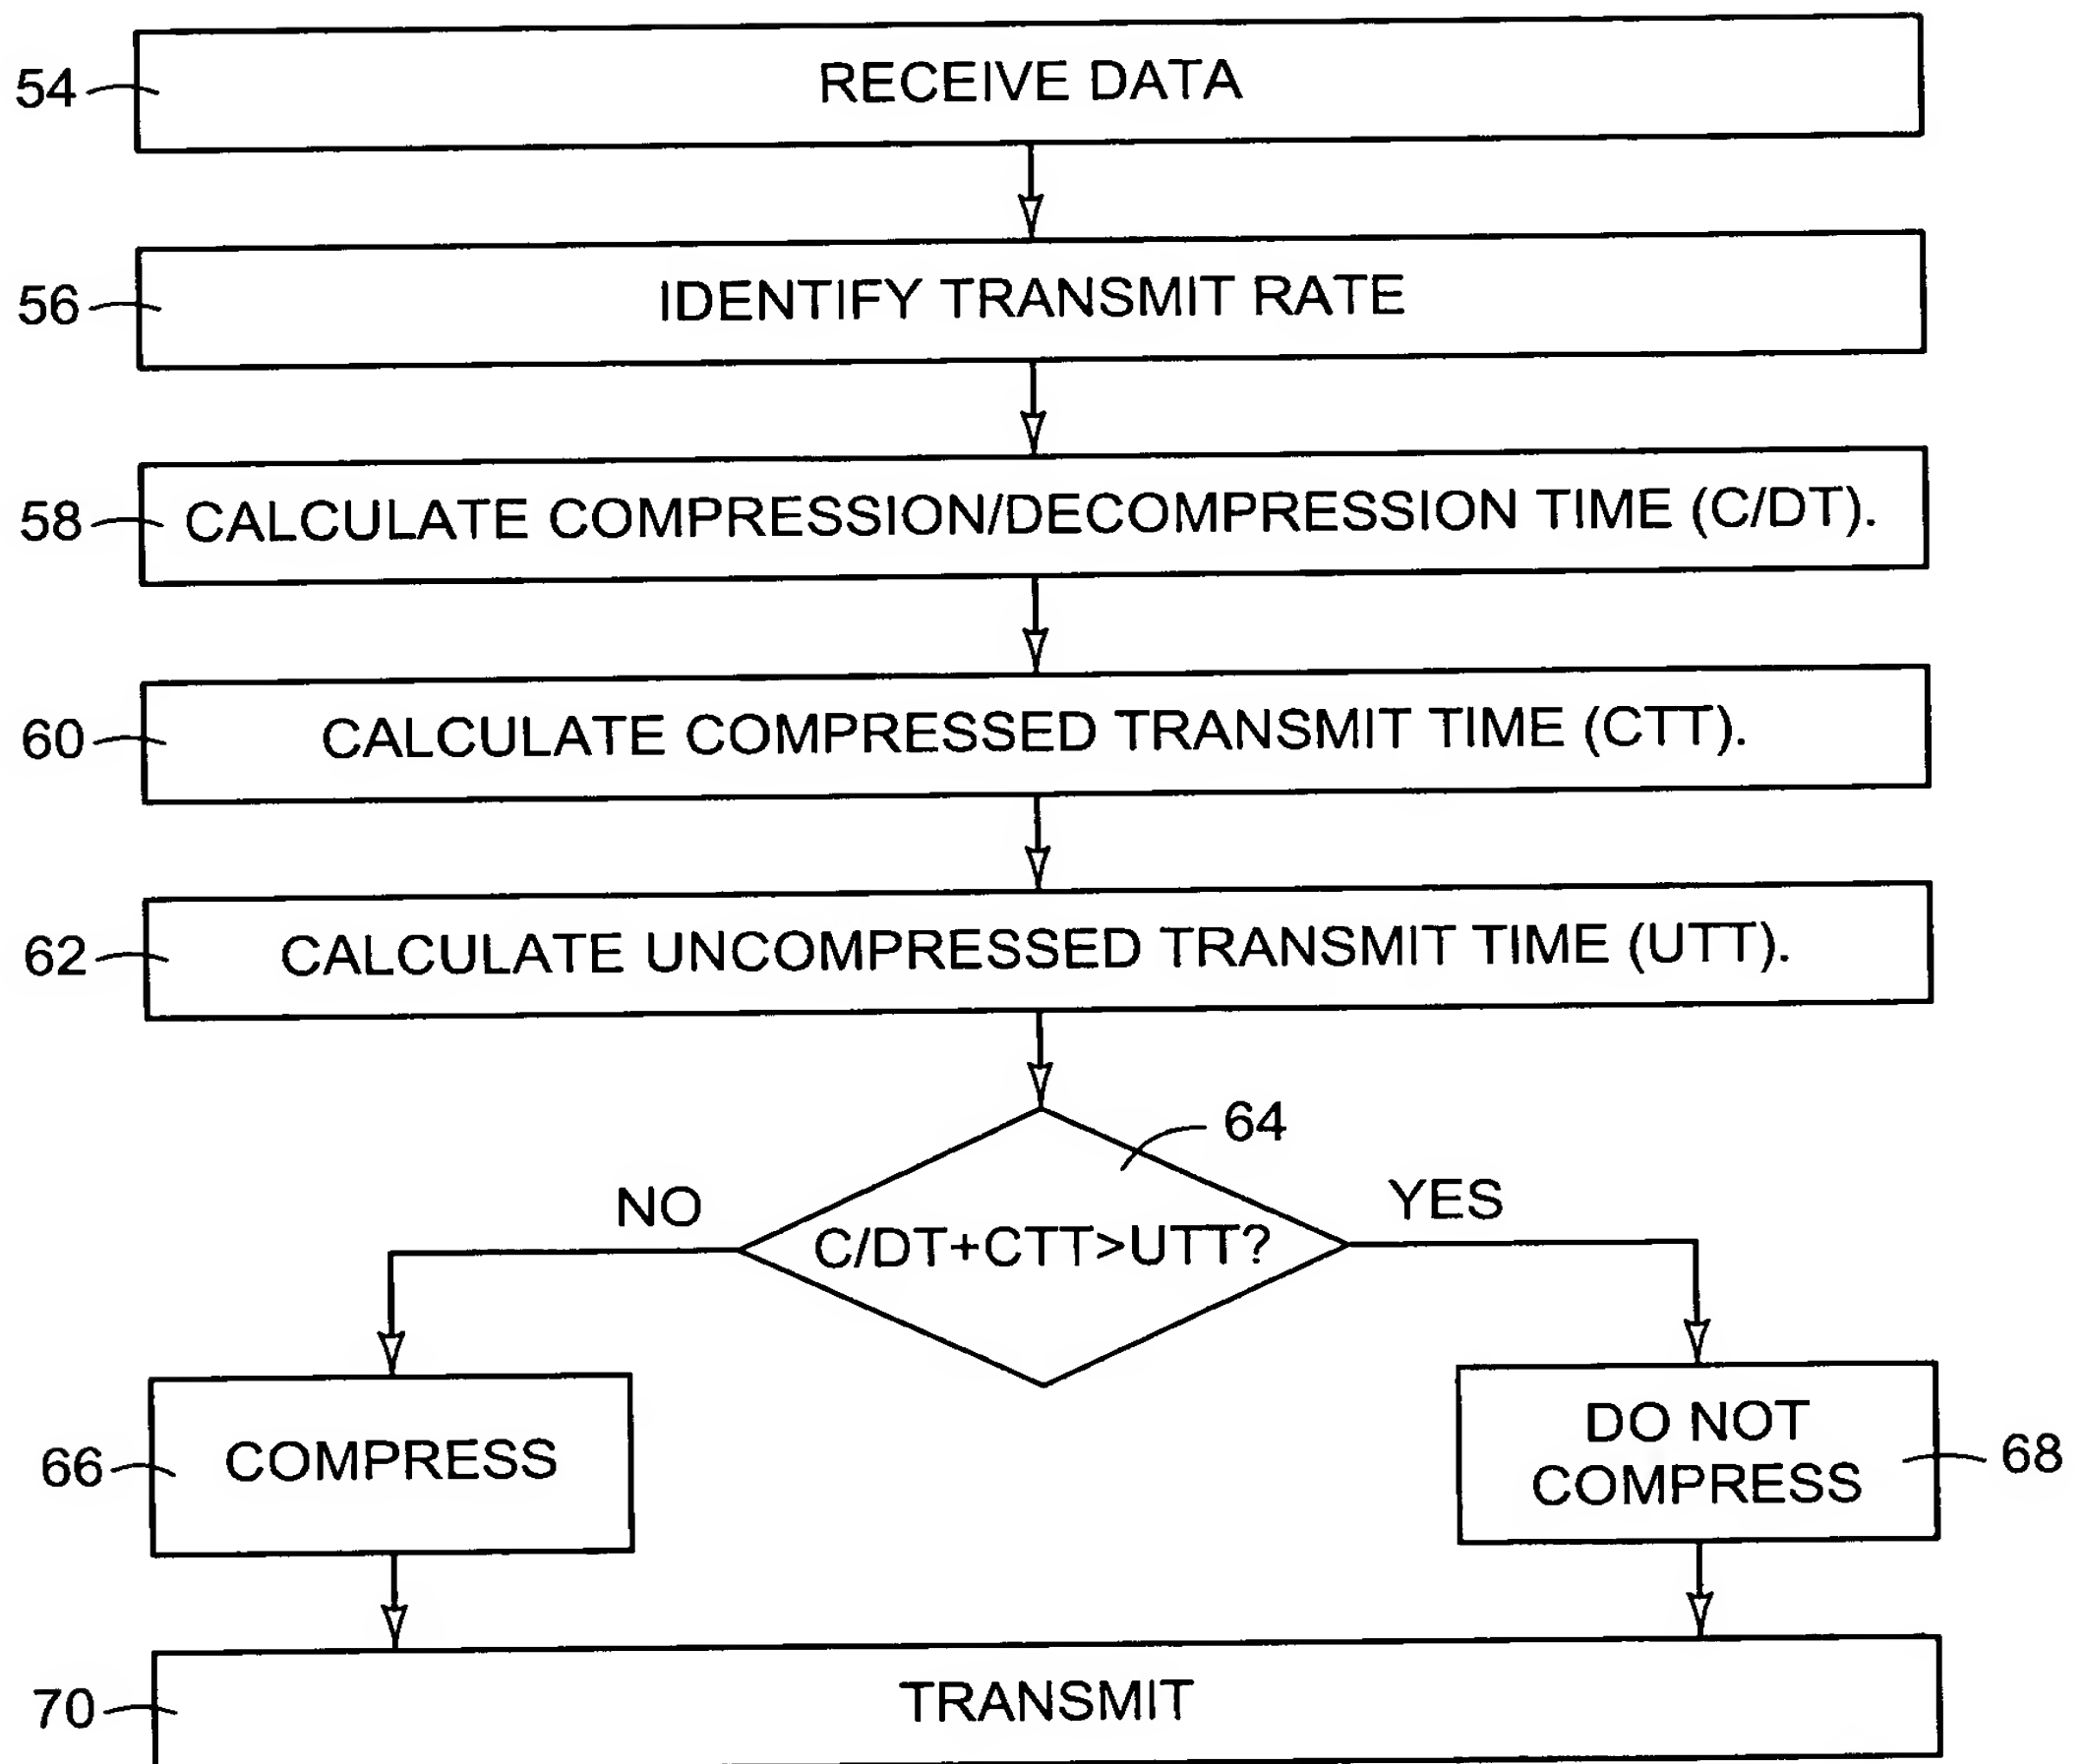 54
RECEIVE DATA
56
IDENTIFY TRANSMIT RATE
58
CALCULATE COMPRESSION/DECOMPRESSION TIME (C/DT).
60
CALCULATE COMPRESSED TRANSMIT TIME (CTT).
62
CALCULATE UNCOMPRESSED TRANSMIT TIME (UTT).
64
NO
YES
C/DT+CTT>UTT?
66
COMPRESS
DO NOT
COMPRESS
68
70
TRANSMIT